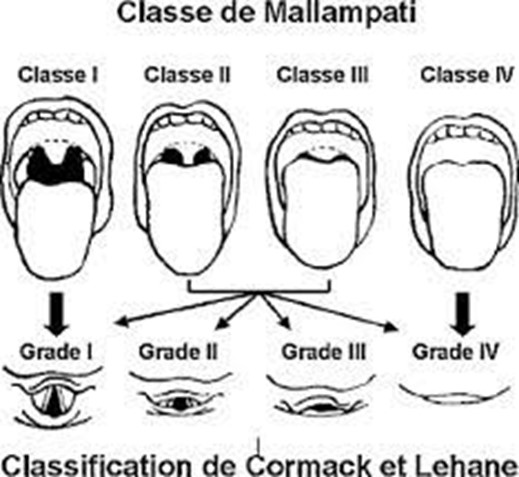 Classe de Mallampati
Classe I Classe II Classe III Classe IV
Grade I Grade II Grade III Grade IV
Classification de Cormack et Lehane